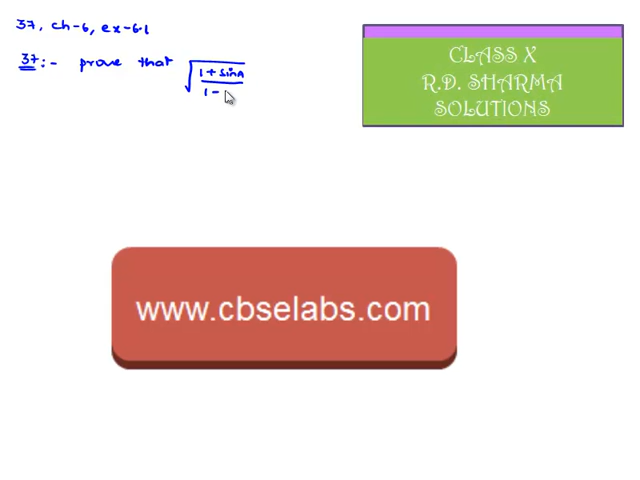 37, ch-6, ex-6.1
37:- prove that √(1 + sinA / 1 -
CLASS X
R.D. SHARMA
SOLUTIONS
www.cbselabs.com